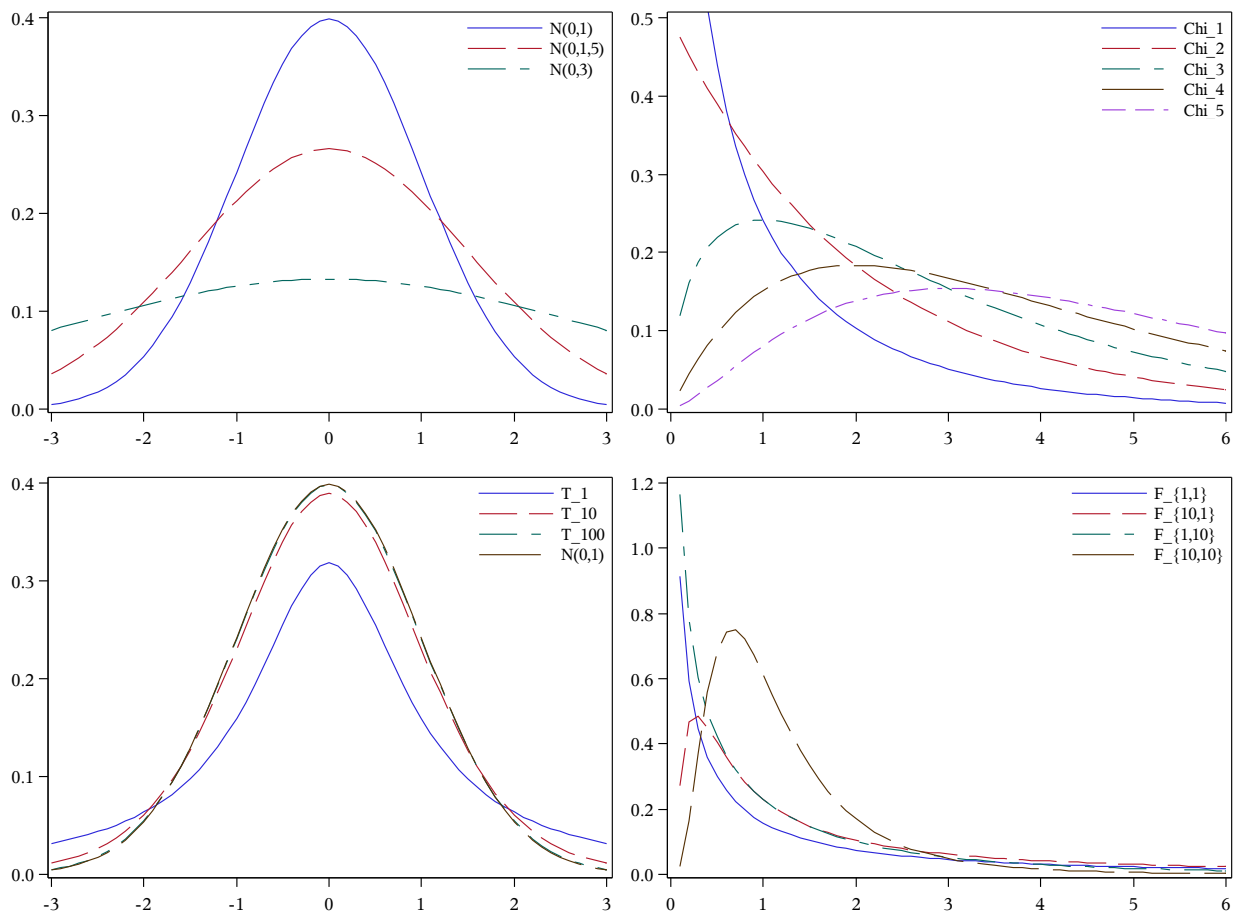 0.4
0.3
0.2
0.1
0.0
-3 -2 -1 0 1 2 3
N(0,1)
N(0,1,5)
N(0,3)
0.5
0.4
0.3
0.2
0.1
0.0
0 1 2 3 4 5 6
Chi_1
Chi_2
Chi_3
Chi_4
Chi_5
0.4
0.3
0.2
0.1
0.0
-3 -2 -1 0 1 2 3
T_1
T_10
T_100
N(0,1)
1.2
1.0
0.8
0.6
0.4
0.2
0.0
0 1 2 3 4 5 6
F_{1,1}
F_{10,1}
F_{1,10}
F_{10,10}